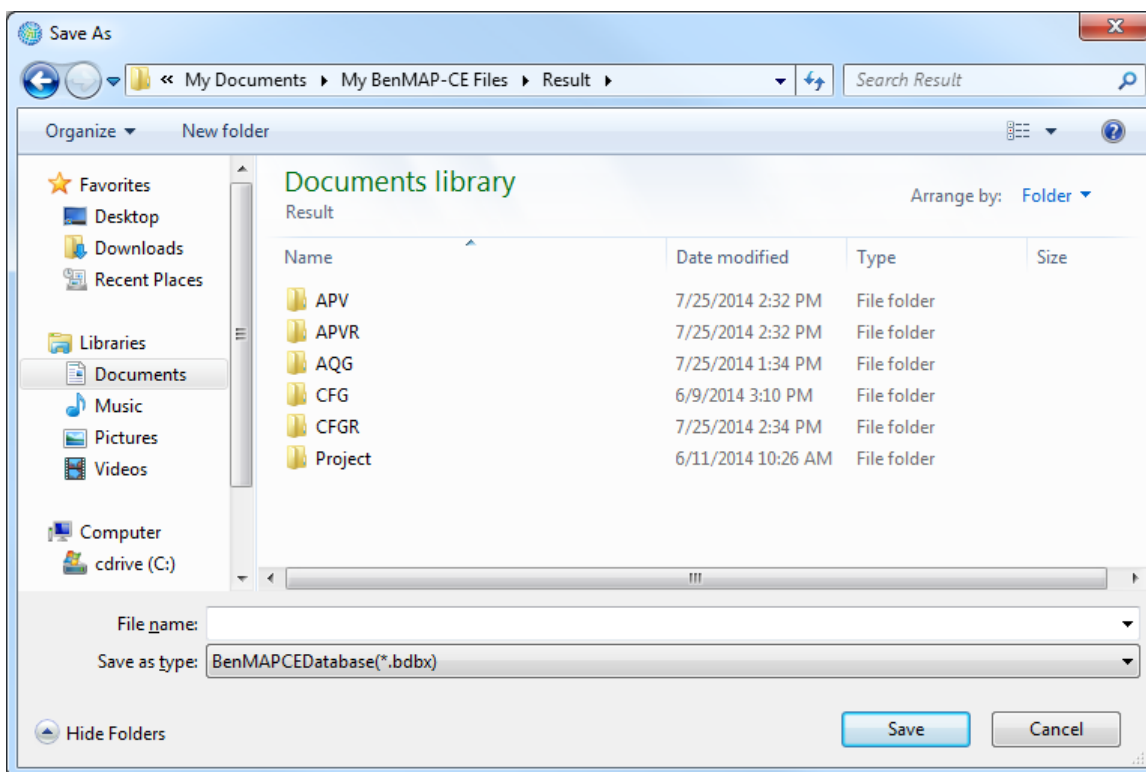 Save As
« My Documents ▸ My BenMAP-CE Files ▸ Result ▸ Search Result
Organize New folder
Favorites
Desktop
Downloads
Recent Places
Libraries
Documents
Music
Pictures
Videos
Computer
cdrive (C:)
Documents library
Result
Arrange by: Folder
Name Date modified Type Size
APV 7/25/2014 2:32 PM File folder
APVR 7/25/2014 2:32 PM File folder
AQG 7/25/2014 1:34 PM File folder
CFG 6/9/2014 3:10 PM File folder
CFGR 7/25/2014 2:34 PM File folder
Project 6/11/2014 10:26 AM File folder
File name:
Save as type: BenMAPCEDatabase(*.bdbx)
Hide Folders Save Cancel